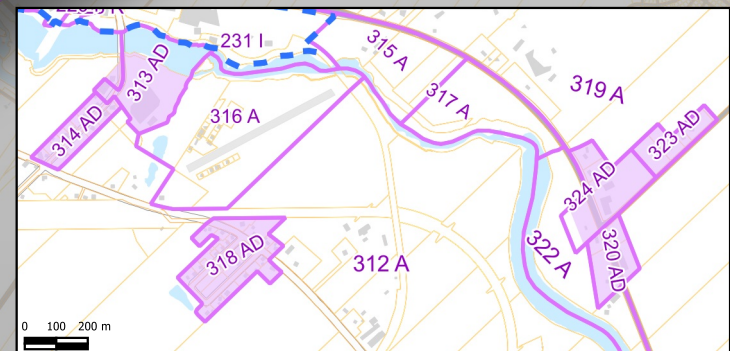 231 I
315 A
313 AD
317 A
319 A
314 AD
316 A
323 AD
324 AD
318 AD
312 A
322 A
320 AD
0 100 200 m